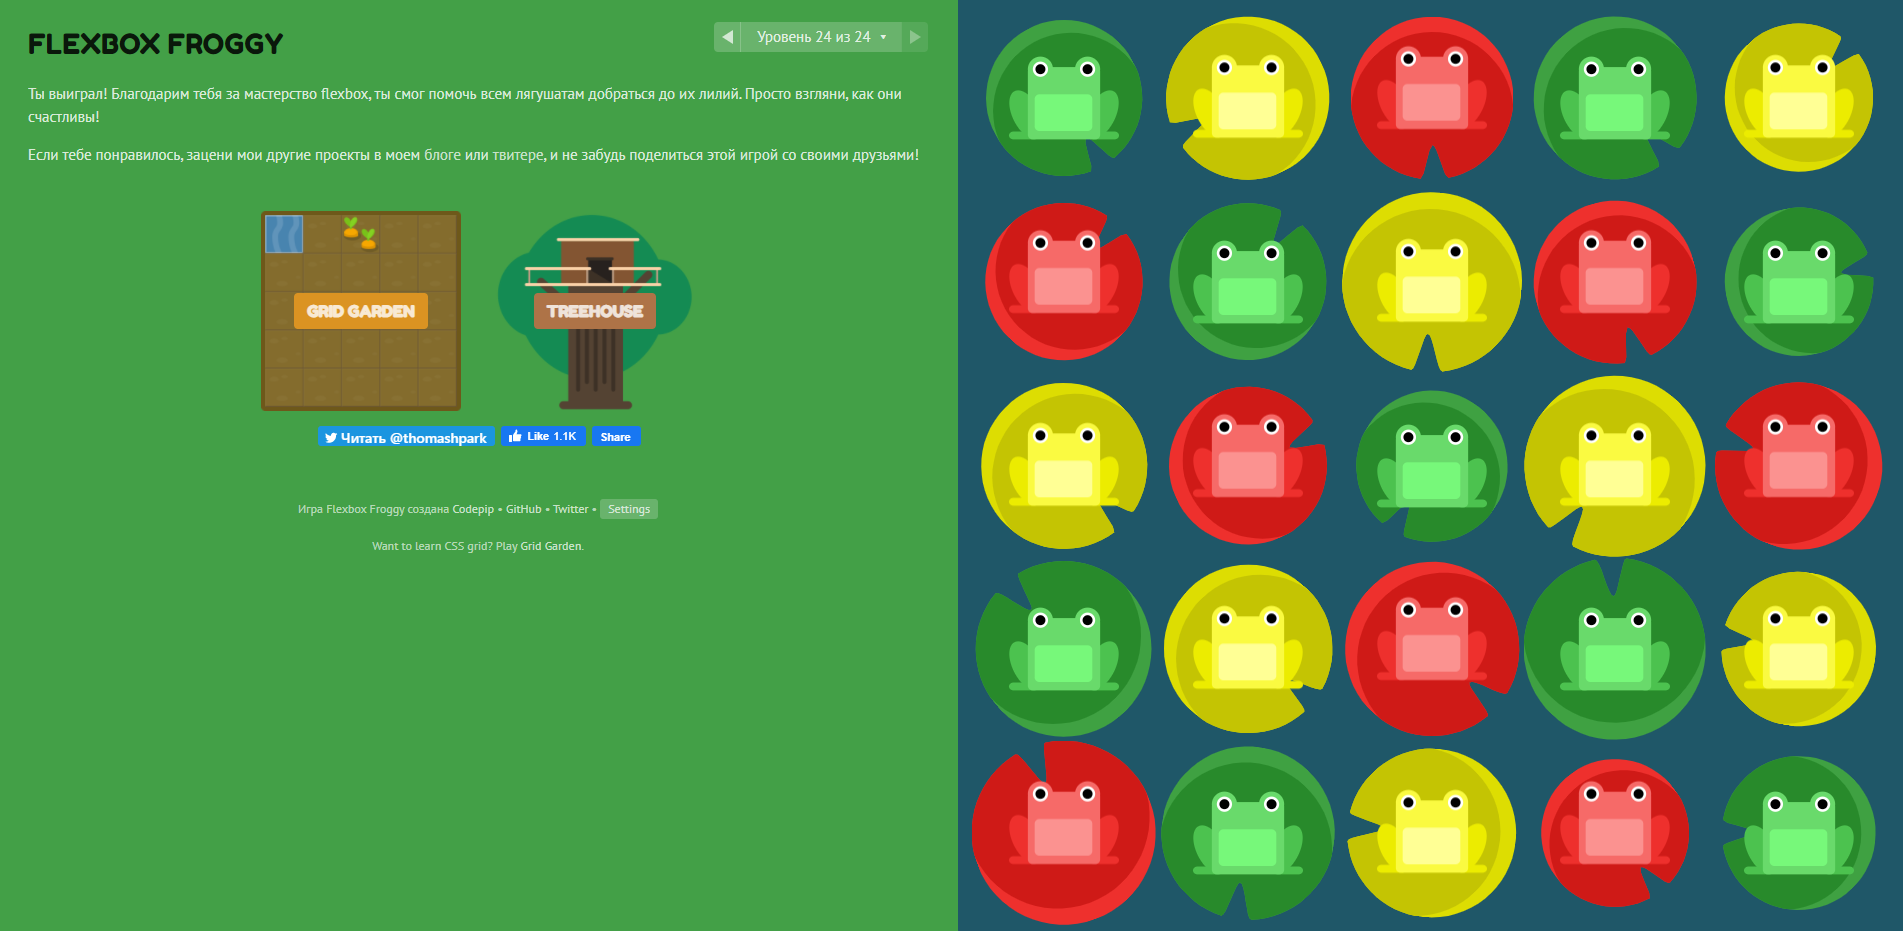 FLEXBOX FROGGY
Уровень 24 из 24
Ты выиграл! Благодарим тебя за мастерство flexbox, ты смог помочь всем лягушатам добраться до их лилий. Просто взгляни, как они
счастливы!
Если тебе понравилось, зацени мои другие проекты в моем блоге или твитере, и не забудь поделиться этой игрой со своими друзьями!
GRID GARDEN
TREEHOUSE
Читать @thomashpark
Like 1.1K
Share
Игра Flexbox Froggy создана Codepip • GitHub • Twitter • Settings
Want to learn CSS grid? Play Grid Garden.